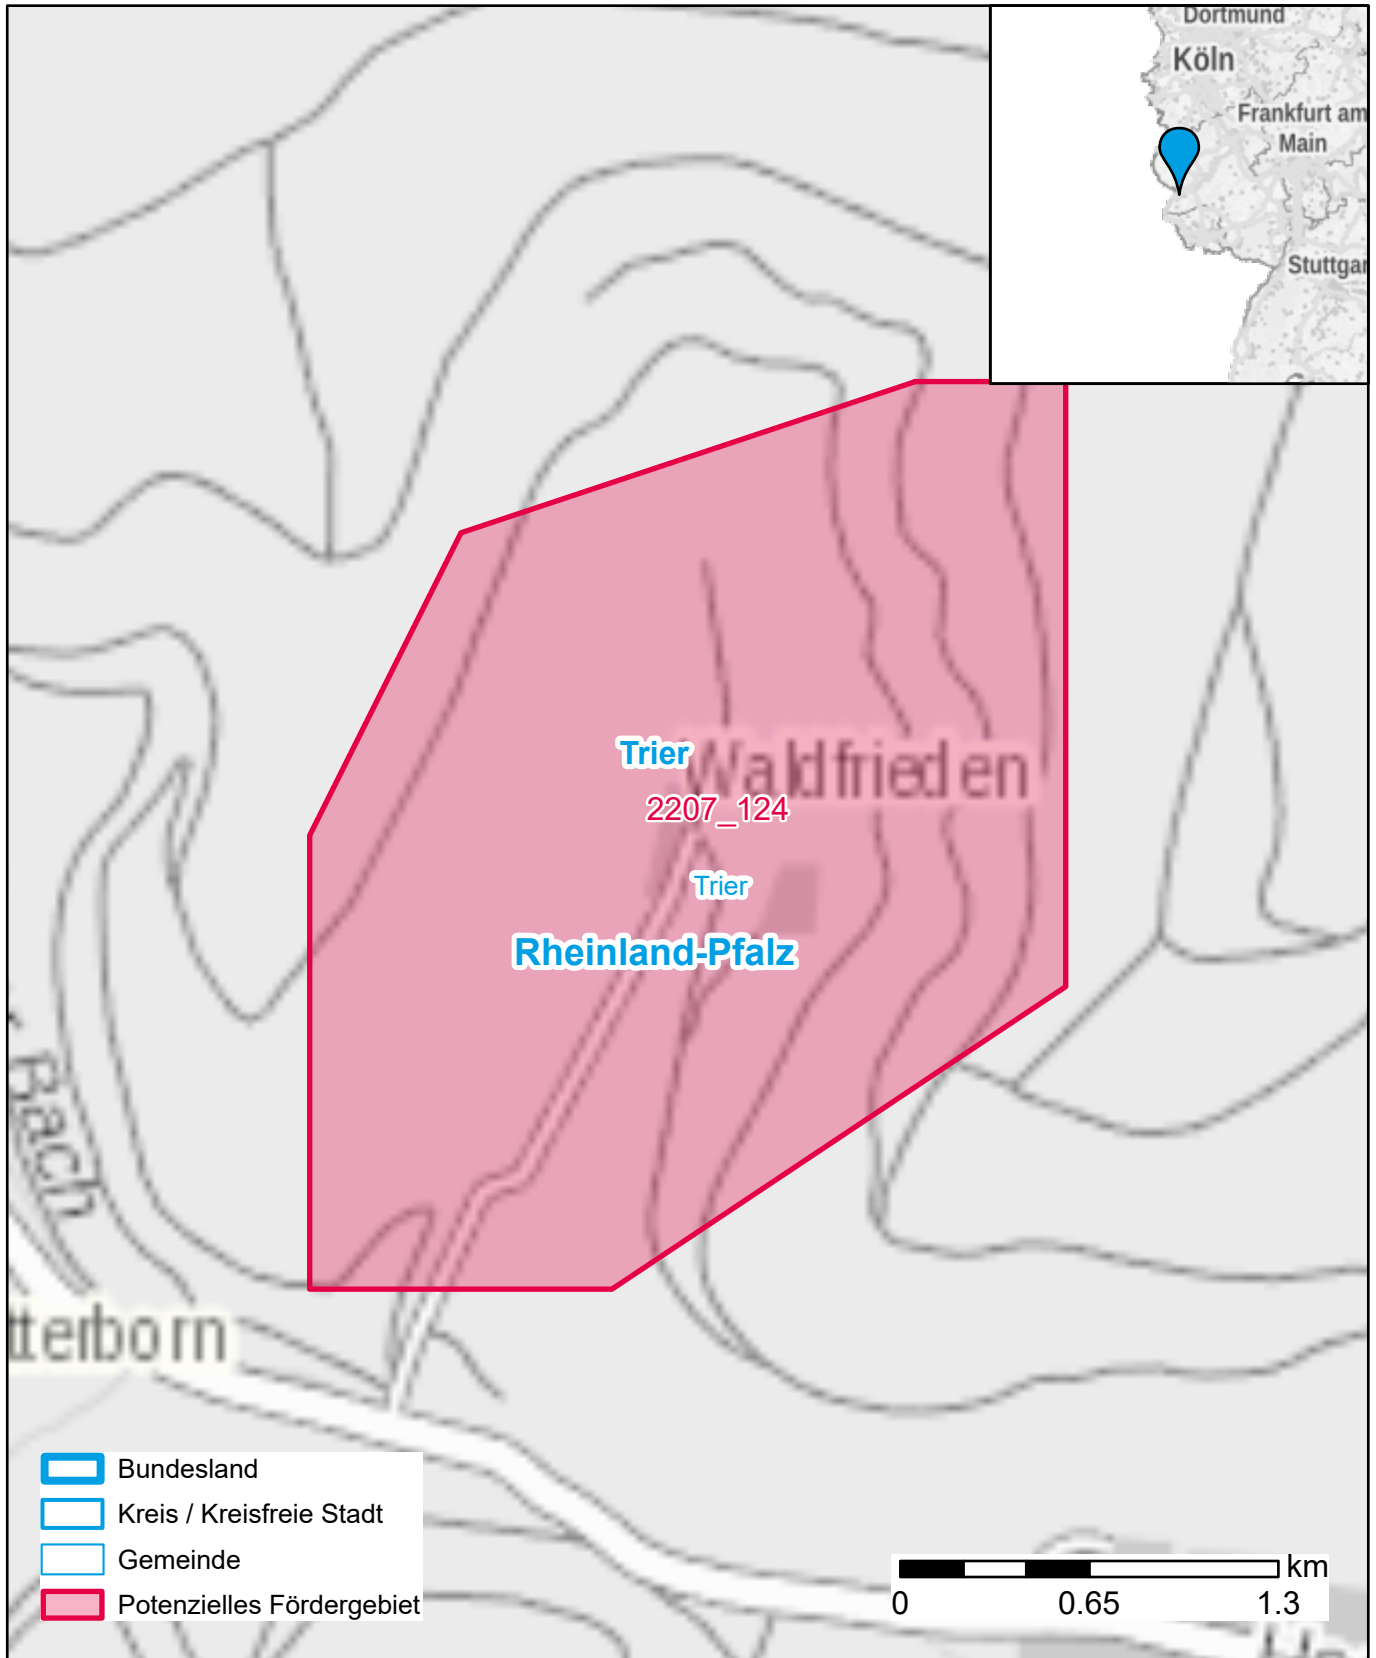 Dortmund
Köln
Frankfurt am
Main
Stuttgar
Trier
Waldfrieden
2207_124
Trier
Rheinland-Pfalz
Bach
tterborn
Bundesland
Kreis / Kreisfreie Stadt
Gemeinde
Potenzielles Fördergebiet
km
0 0.65 1.3